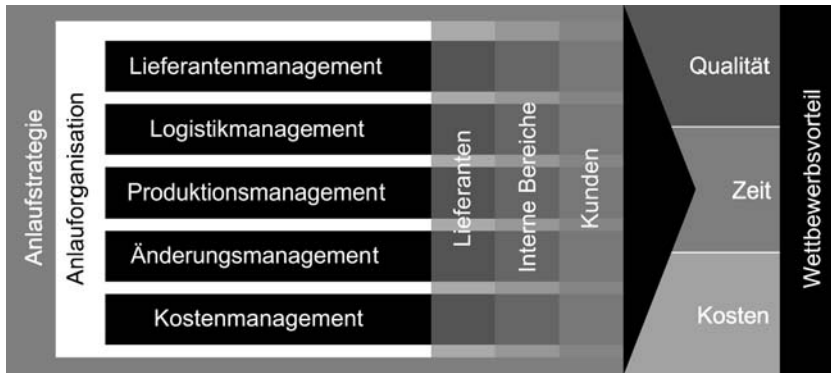 Anlaufstrategie
Anlauforganisation
Lieferantenmanagement
Logistikmanagement
Produktionsmanagement
Änderungsmanagement
Kostenmanagement
Lieferanten
Interne Bereiche
Kunden
Qualität
Zeit
Kosten
Wettbewerbsvorteil